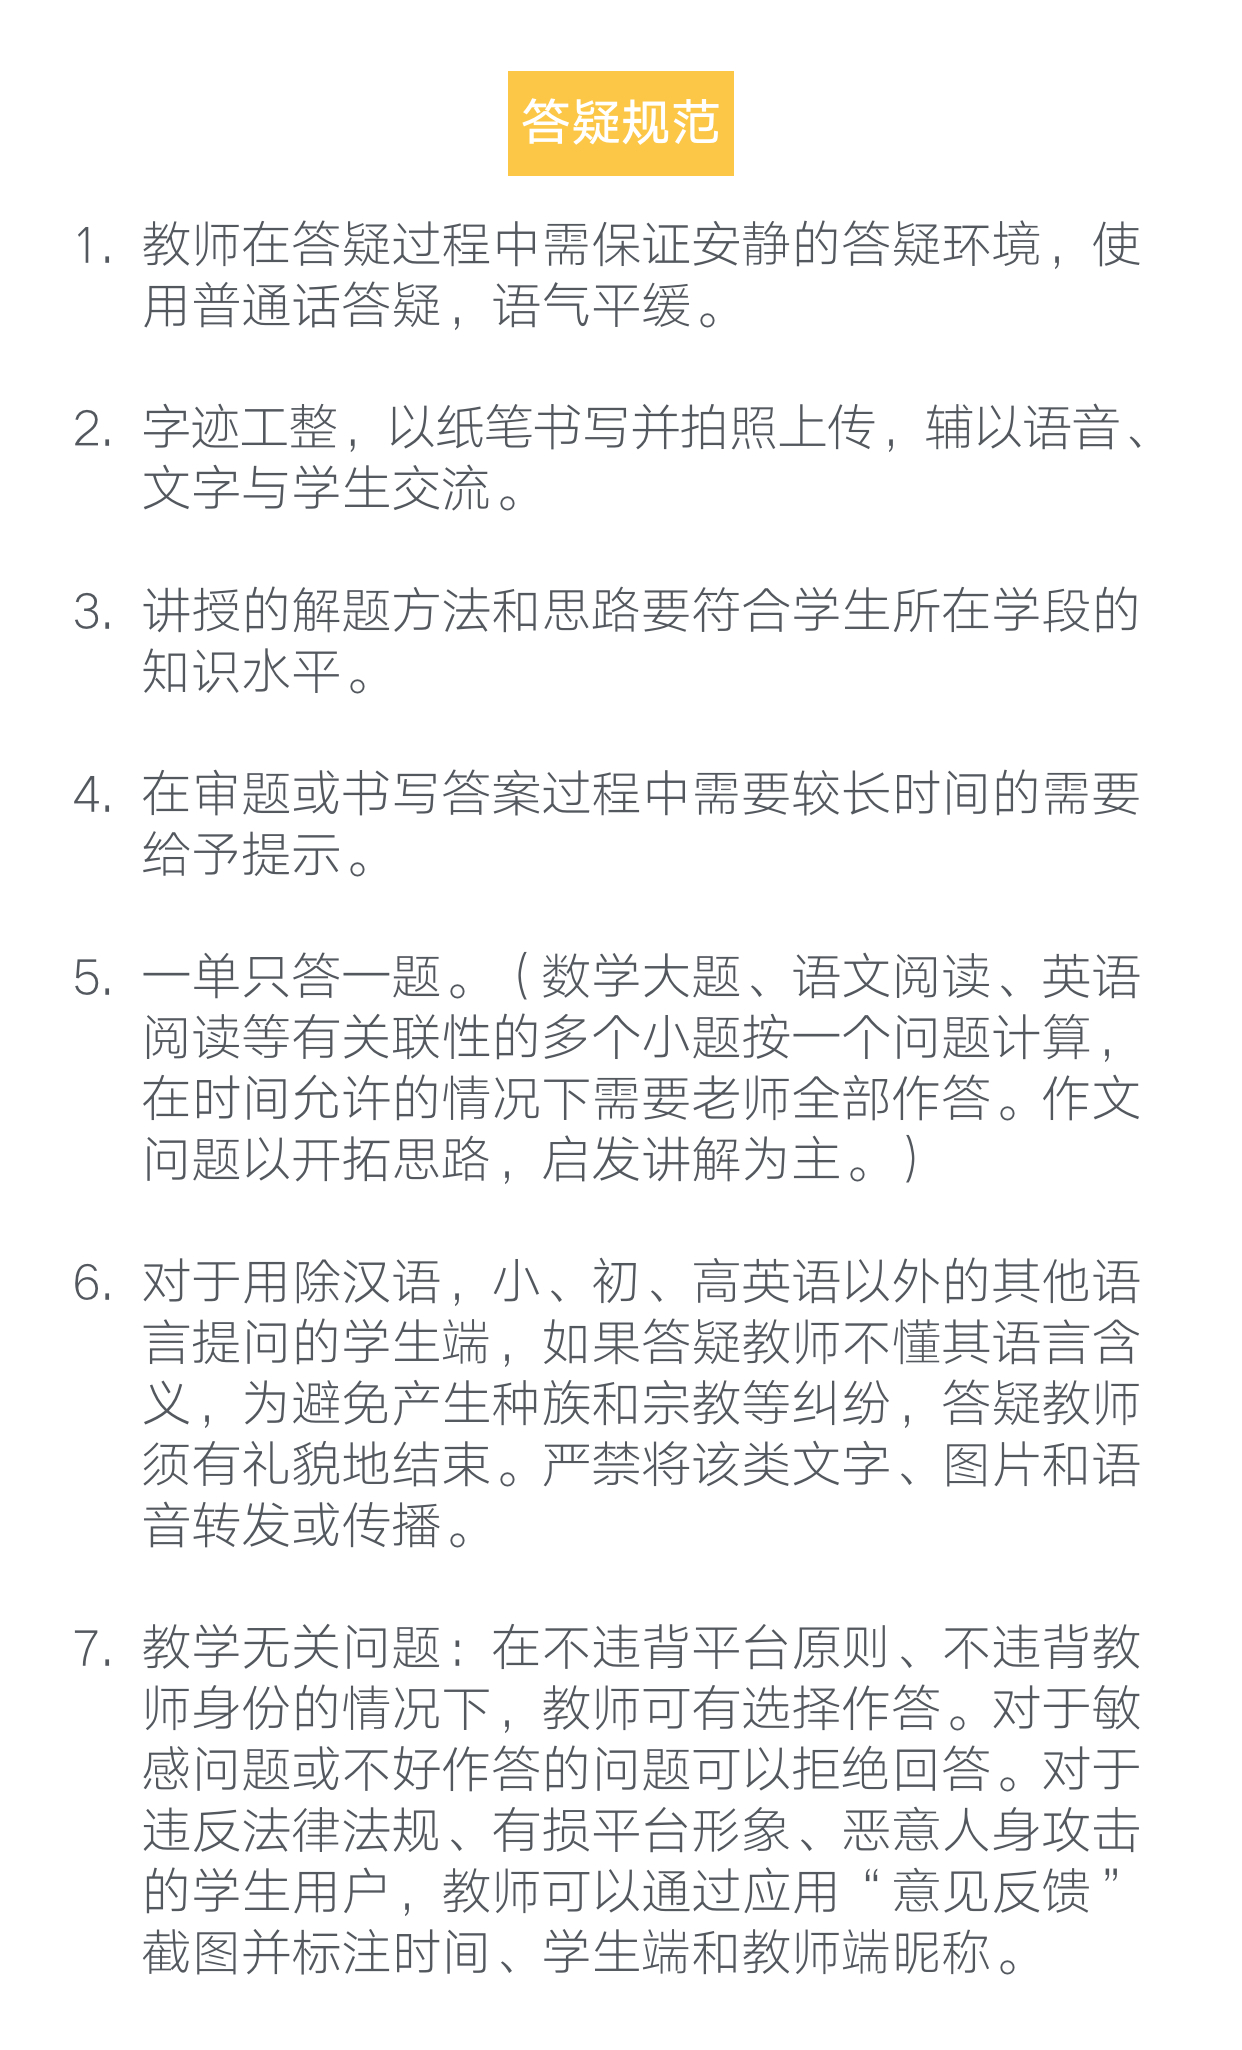 答疑规范
1. 教师在答疑过程中需保证安静的答疑环境，使
用普通话答疑，语气平缓。
2. 字迹工整，以纸笔书写并拍照上传，辅以语音、
文字与学生交流。
3. 讲授的解题方法和思路要符合学生所在学段的
知识水平。
4. 在审题或书写答案过程中需要较长时间的需要
给予提示。
5. 一单只答一题。（数学大题、语文阅读、英语
阅读等有关联性的多个小题按一个问题计算，
在时间允许的情况下需要老师全部作答。作文
问题以开拓思路，启发讲解为主。）
6. 对于用除汉语，小、初、高英语以外的其他语
言提问的学生端，如果答疑教师不懂其语言含
义，为避免产生种族和宗教等纠纷，答疑教师
须有礼貌地结束。严禁将该类文字、图片和语
音转发或传播。
7. 教学无关问题：在不违背平台原则、不违背教
师身份的情况下，教师可有选择作答。对于敏
感问题或不好作答的问题可以拒绝回答。对于
违反法律法规、有损平台形象、恶意人身攻击
的学生用户，教师可以通过应用“意见反馈”
截图并标注时间、学生端和教师端昵称。